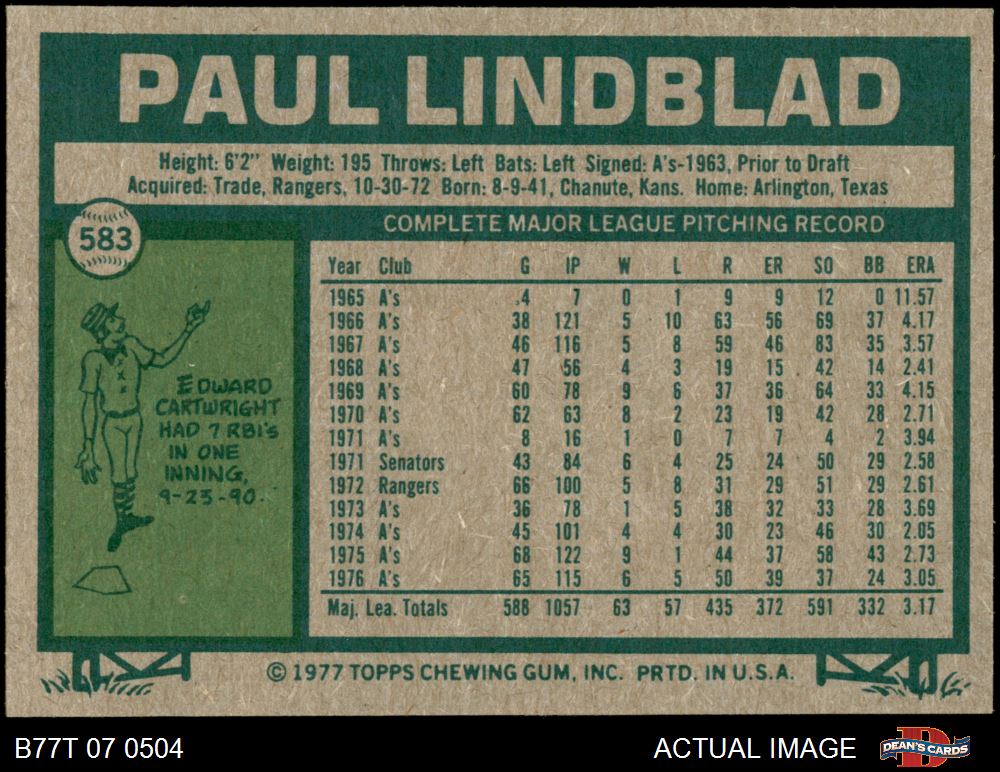 PAUL LINDBLAD
Height: 6'2" Weight: 195 Throws: Left Bats: Left Signed: A's-1963, Prior to Draft
Acquired: Trade, Rangers, 10-30-72 Born: 8-9-41, Chanute, Kans. Home: Arlington, Texas
583
COMPLETE MAJOR LEAGUE PITCHING RECORD
Year Club G IP W L R ER SO BB ERA
1965 A's .4 7 0 1 9 9 12 0 11.57
1966 A's 38 121 5 10 63 56 69 37 4.17
1967 A's 46 116 5 8 59 46 83 35 3.57
1968 A's 47 56 4 3 19 15 42 14 2.41
1969 A's 60 78 9 6 37 36 64 33 4.15
1970 A's 62 63 8 2 23 19 42 28 2.71
1971 A's 8 16 1 0 7 7 4 2 3.94
1971 Senators 43 84 6 4 25 24 50 29 2.58
1972 Rangers 66 100 5 8 31 29 51 29 2.61
1973 A's 36 78 1 5 38 32 33 28 3.69
1974 A's 45 101 4 4 30 23 46 30 2.05
1975 A's 68 122 9 1 44 37 58 43 2.73
1976 A's 65 115 6 5 50 39 37 24 3.05
Maj. Lea. Totals 588 1057 63 57 435 372 591 332 3.17
EDWARD
CARTWRIGHT
HAD 7 RBI's
IN ONE
INNING,
9-23-90.
© 1977 TOPPS CHEWING GUM, INC. PRTD. IN U.S.A.
B77T 07 0504
ACTUAL IMAGE
D
DEAN'S CARDS